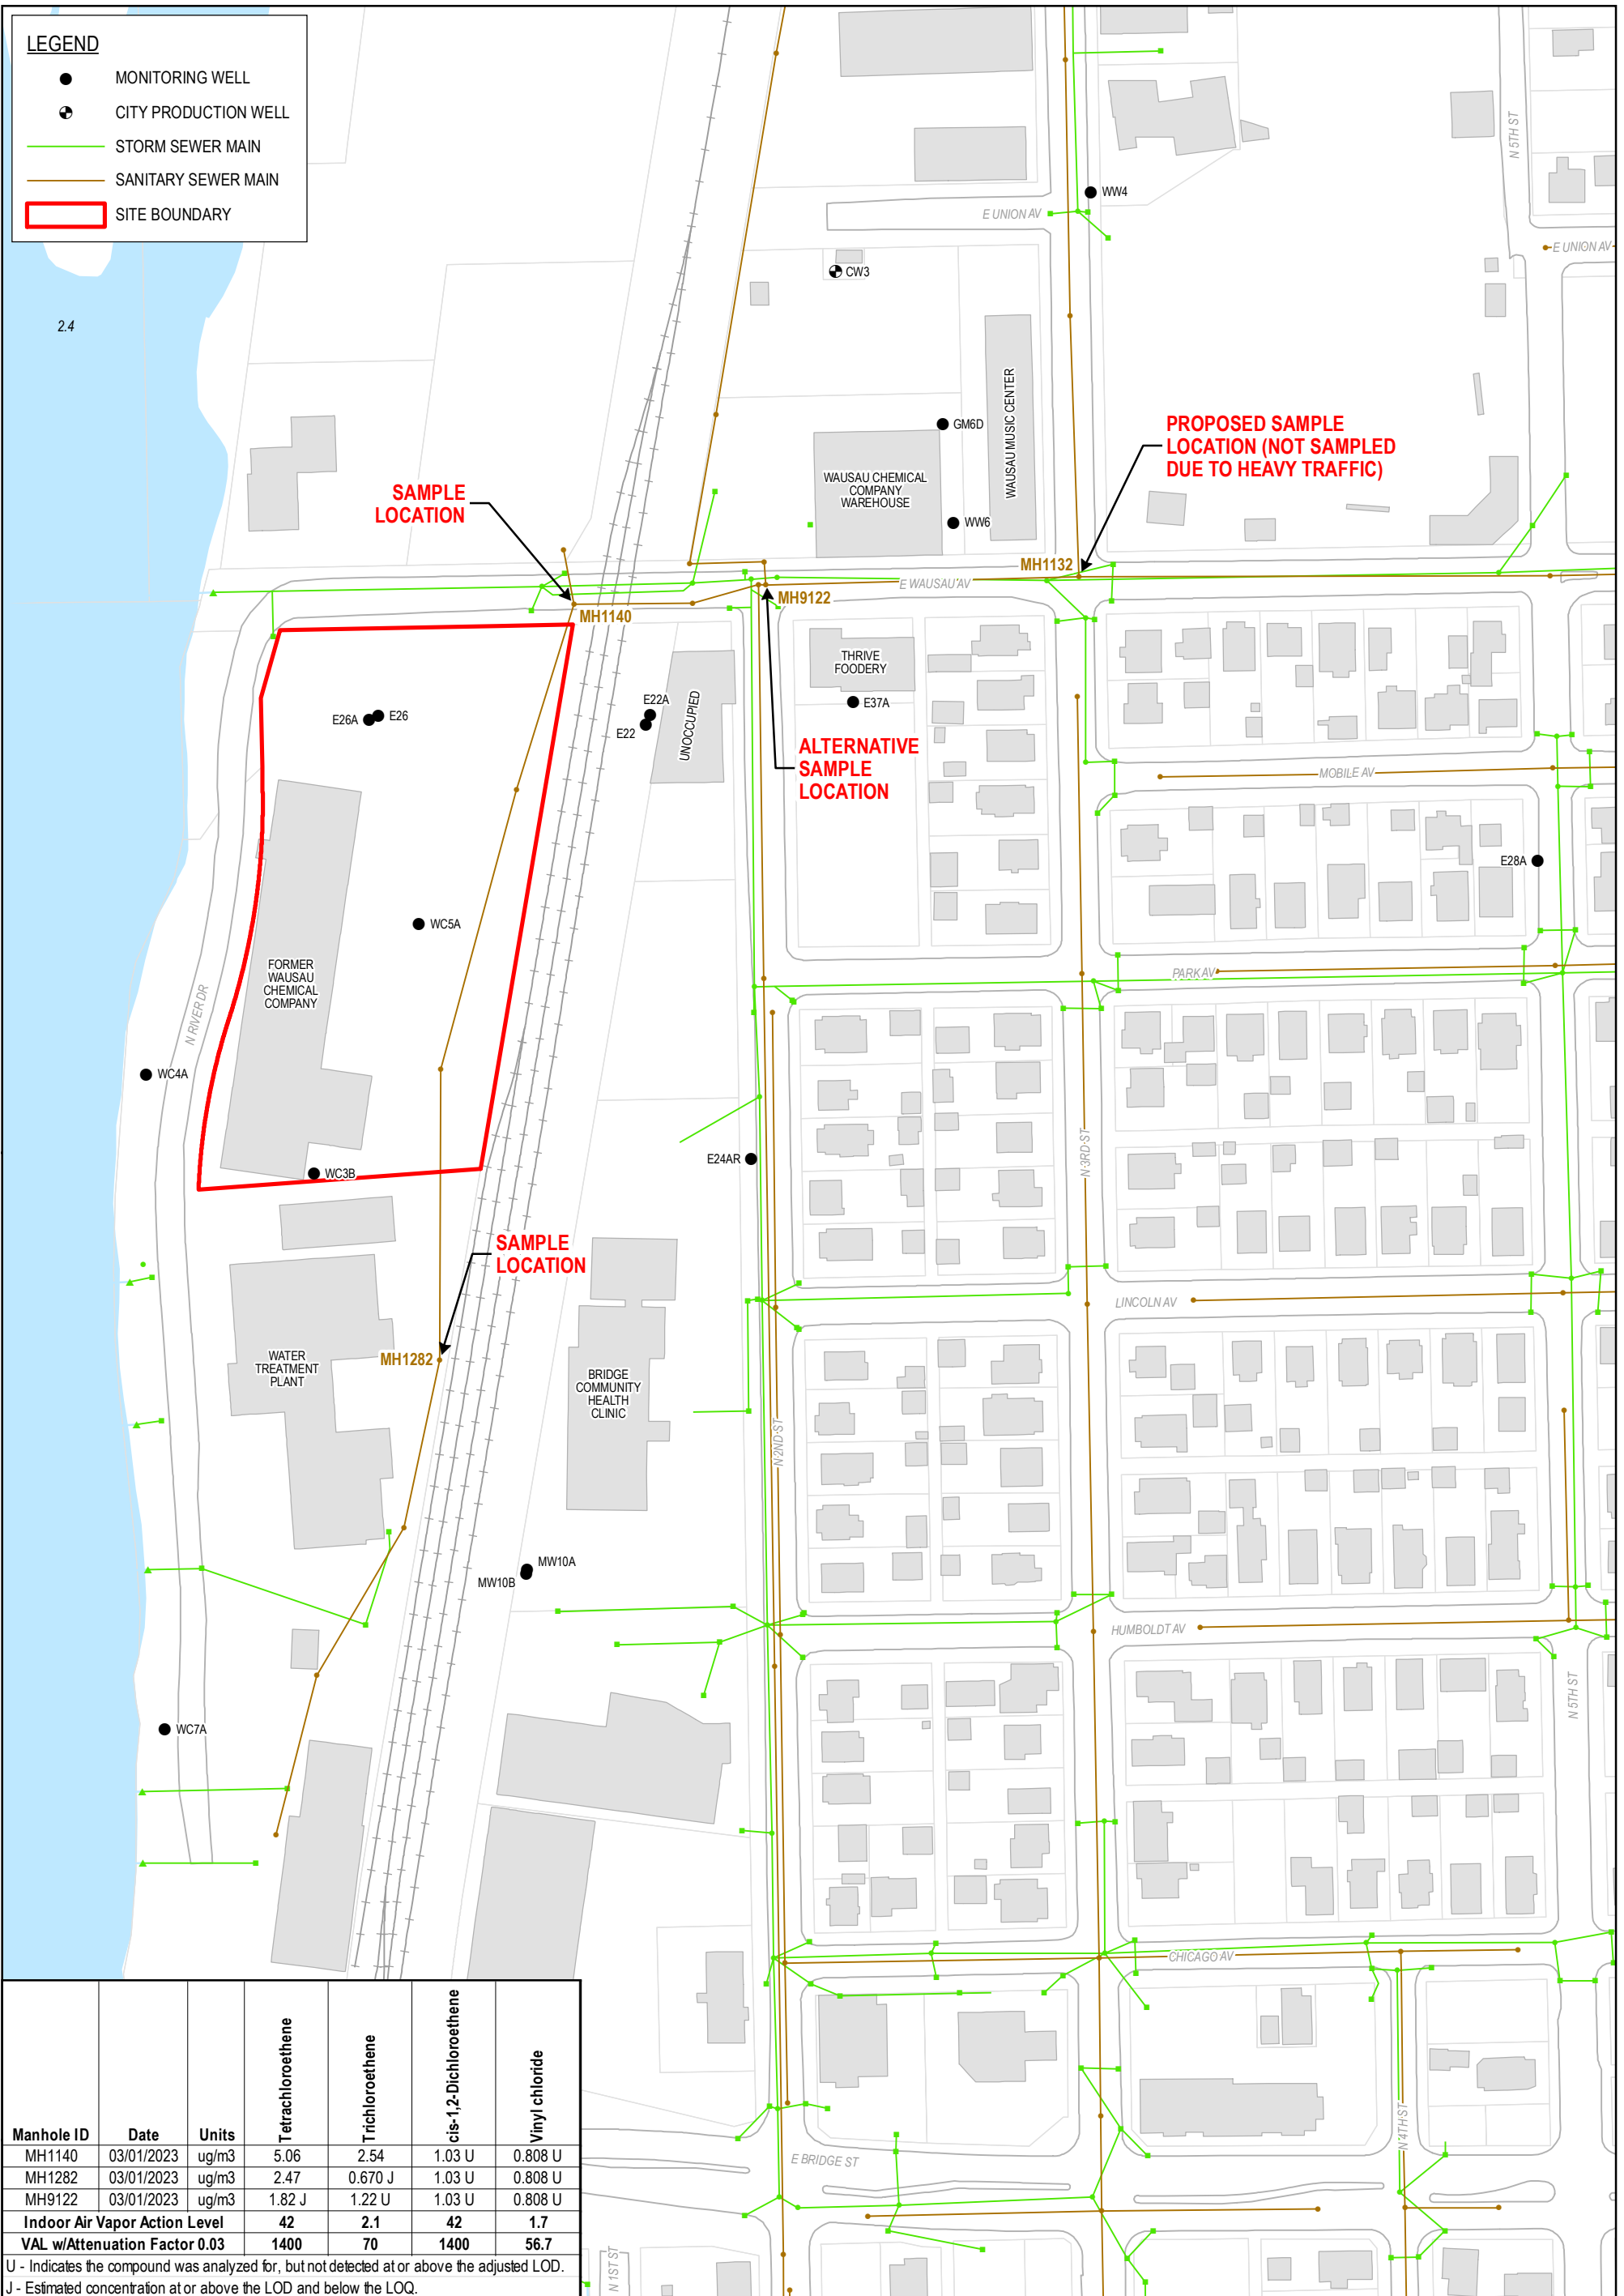 LEGEND
MONITORING WELL
CITY PRODUCTION WELL
STORM SEWER MAIN
SANITARY SEWER MAIN
SITE BOUNDARY
N 5TH ST
WW4
E UNION AV
E UNION AV
CW3
2.4
WAUSAU MUSIC CENTER
GM6D
PROPOSED SAMPLE
LOCATION (NOT SAMPLED
DUE TO HEAVY TRAFFIC)
WAUSAU CHEMICAL
COMPANY
WAREHOUSE
SAMPLE
LOCATION
WW6
MH1132
E WAUSAU AV
MH9122
MH1140
THRIVE
FOODERY
E22A
E37A
E26A
E26
E22
UNOCCUPIED
ALTERNATIVE
SAMPLE
LOCATION
MOBILE AV
E28A
WC5A
FORMER
WAUSAU
CHEMICAL
COMPANY
PARK AV
N RIVER DR
WC4A
N 3RD ST
E24AR
WC3B
SAMPLE
LOCATION
LINCOLN AV
WATER
TREATMENT
PLANT
MH1282
BRIDGE
COMMUNITY
HEALTH
CLINIC
N 2ND ST
MW10A
MW10B
HUMBOLDT AV
N 5TH ST
WC7A
CHICAGO AV
N 4TH ST
E BRIDGE ST
N 1ST ST
Manhole ID Date Units Tetrachloroethene Trichloroethene cis-1,2-Dichloroethene Vinyl chloride
MH1140 03/01/2023 ug/m3 5.06 2.54 1.03 U 0.808 U
MH1282 03/01/2023 ug/m3 2.47 0.670 J 1.03 U 0.808 U
MH9122 03/01/2023 ug/m3 1.82 J 1.22 U 1.03 U 0.808 U
Indoor Air Vapor Action Level 42 2.1 42 1.7
VAL w/Attenuation Factor 0.03 1400 70 1400 56.7
U - Indicates the compound was analyzed for, but not detected at or above the adjusted LOD.
J - Estimated concentration at or above the LOD and below the LOQ.